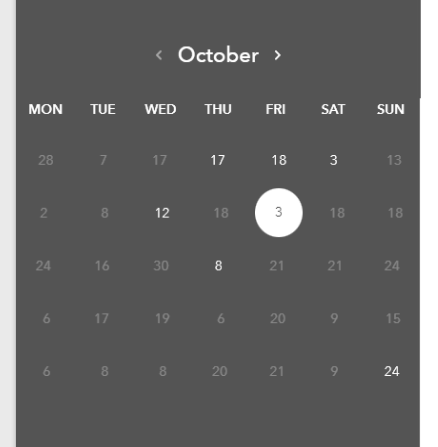 ‹ October ›
MON TUE WED THU FRI SAT SUN
28 7 17 17 18 3 13
2 8 12 18 3 18 18
24 16 30 8 21 21 24
6 17 19 6 20 9 15
6 8 8 20 21 9 24